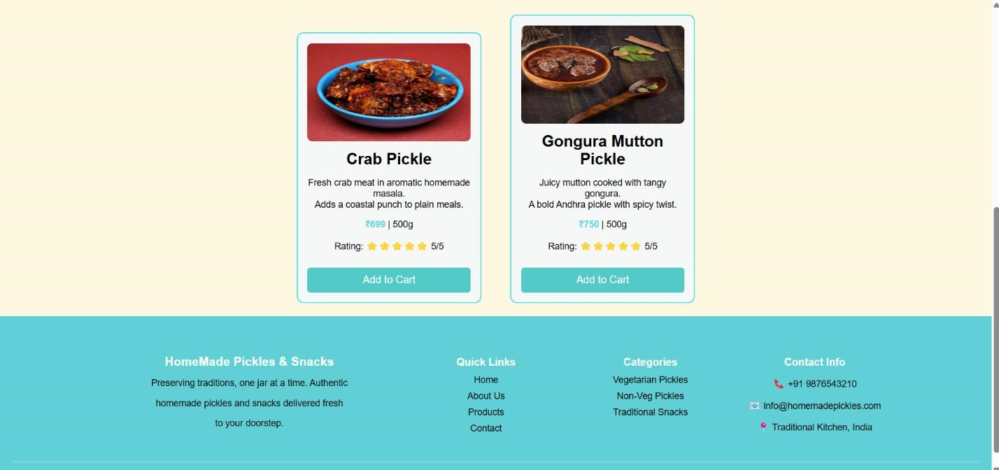 Crab Pickle
Fresh crab meat in aromatic homemade
masala.
Adds a coastal punch to plain meals.
₹699 | 500g
Rating: ⭐⭐⭐⭐⭐ 5/5
Add to Cart
Gongura Mutton
Pickle
Juicy mutton cooked with tangy
gongura.
A bold Andhra pickle with spicy twist.
₹750 | 500g
Rating: ⭐⭐⭐⭐⭐ 5/5
Add to Cart
HomeMade Pickles & Snacks
Preserving traditions, one jar at a time. Authentic
homemade pickles and snacks delivered fresh
to your doorstep.
Quick Links
Home
About Us
Products
Contact
Categories
Vegetarian Pickles
Non-Veg Pickles
Traditional Snacks
Contact Info
📞 +91 9876543210
📧 info@homemadepickles.com
📍 Traditional Kitchen, India